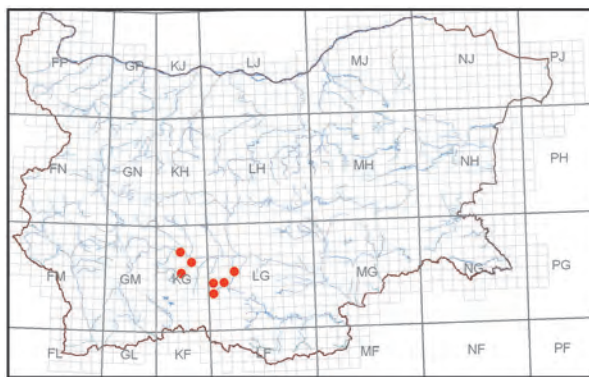 FP GP KJ LJ MJ NJ PJ
FN GN KH LH MH NH PH
FM GM KG LG MG NG PG
FL GL KF LF MF NF PF